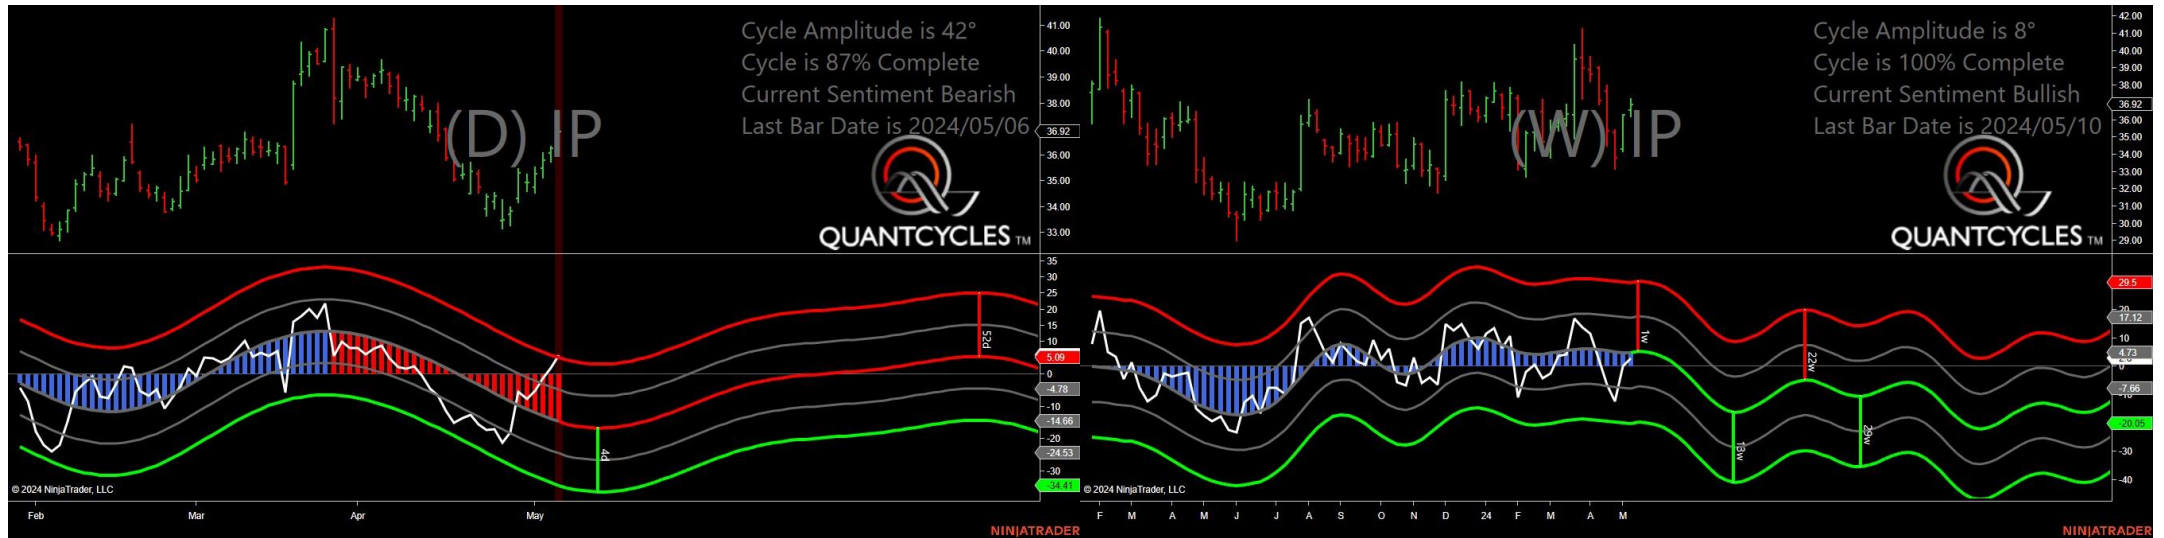 Cycle Amplitude is 42°
Cycle is 87% Complete
Current Sentiment Bearish
Last Bar Date is 2024/05/06
(D) IP
QUANTCYCLES TM
41.00
40.00
39.00
38.00
36.92
36.00
35.00
34.00
33.00
35
30
25
20
15
10
5.09
0
-4.78
-10
-14.66
-20
-24.53
-30
-34.41
52d
4d
© 2024 NinjaTrader, LLC
Feb Mar Apr May
NINJATRADER
Cycle Amplitude is 8°
Cycle is 100% Complete
Current Sentiment Bullish
Last Bar Date is 2024/05/10
(W) IP
QUANTCYCLES TM
42.00
41.00
40.00
39.00
38.00
36.92
36.00
35.00
34.00
33.00
32.00
31.00
30.00
29.00
29.5
20
17.12
10
4.73
0
-7.66
-20.05
-30
-40
1w
22w
13w
29w
© 2024 NinjaTrader, LLC
F M A M J J A S O N D 24 F M A M
NINJATRADER